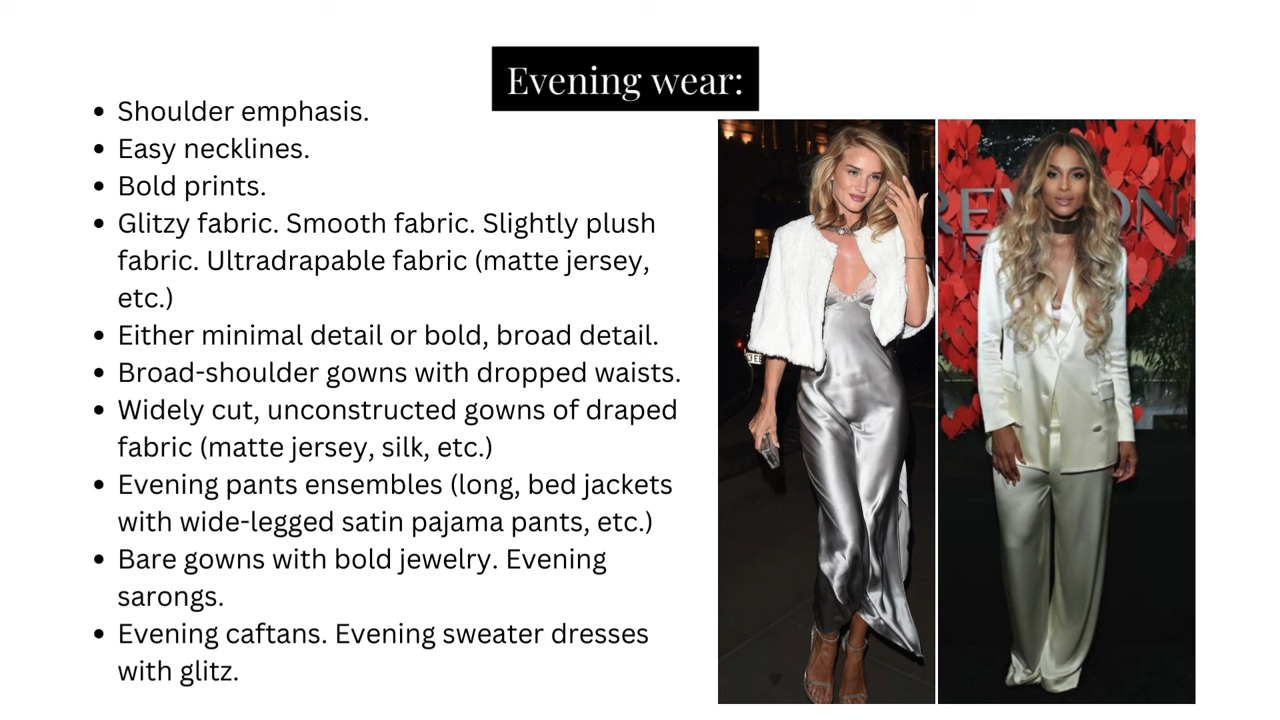 Evening wear:
Shoulder emphasis.
Easy necklines.
Bold prints.
Glitzy fabric. Smooth fabric. Slightly plush
fabric. Ultradrapable fabric (matte jersey,
etc.)
Either minimal detail or bold, broad detail.
Broad-shoulder gowns with dropped waists.
Widely cut, unconstructed gowns of draped
fabric (matte jersey, silk, etc.)
Evening pants ensembles (long, bed jackets
with wide-legged satin pajama pants, etc.)
Bare gowns with bold jewelry. Evening
sarongs.
Evening caftans. Evening sweater dresses
with glitz.